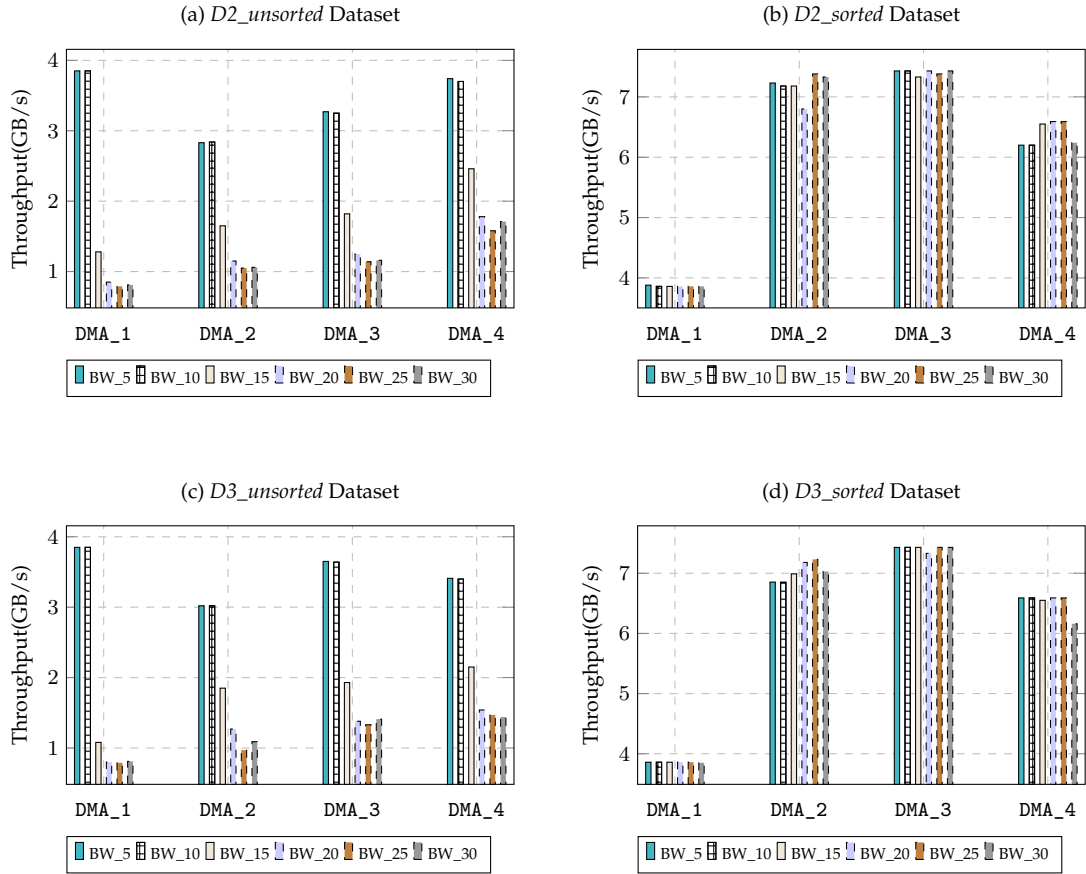 (a) D2_unsorted Dataset
Throughput(GB/s)
4
3
2
1
DMA_1 DMA_2 DMA_3 DMA_4
BW_5 BW_10 BW_15 BW_20 BW_25 BW_30
(b) D2_sorted Dataset
Throughput(GB/s)
7
6
5
4
DMA_1 DMA_2 DMA_3 DMA_4
BW_5 BW_10 BW_15 BW_20 BW_25 BW_30
(c) D3_unsorted Dataset
Throughput(GB/s)
4
3
2
1
DMA_1 DMA_2 DMA_3 DMA_4
BW_5 BW_10 BW_15 BW_20 BW_25 BW_30
(d) D3_sorted Dataset
Throughput(GB/s)
7
6
5
4
DMA_1 DMA_2 DMA_3 DMA_4
BW_5 BW_10 BW_15 BW_20 BW_25 BW_30